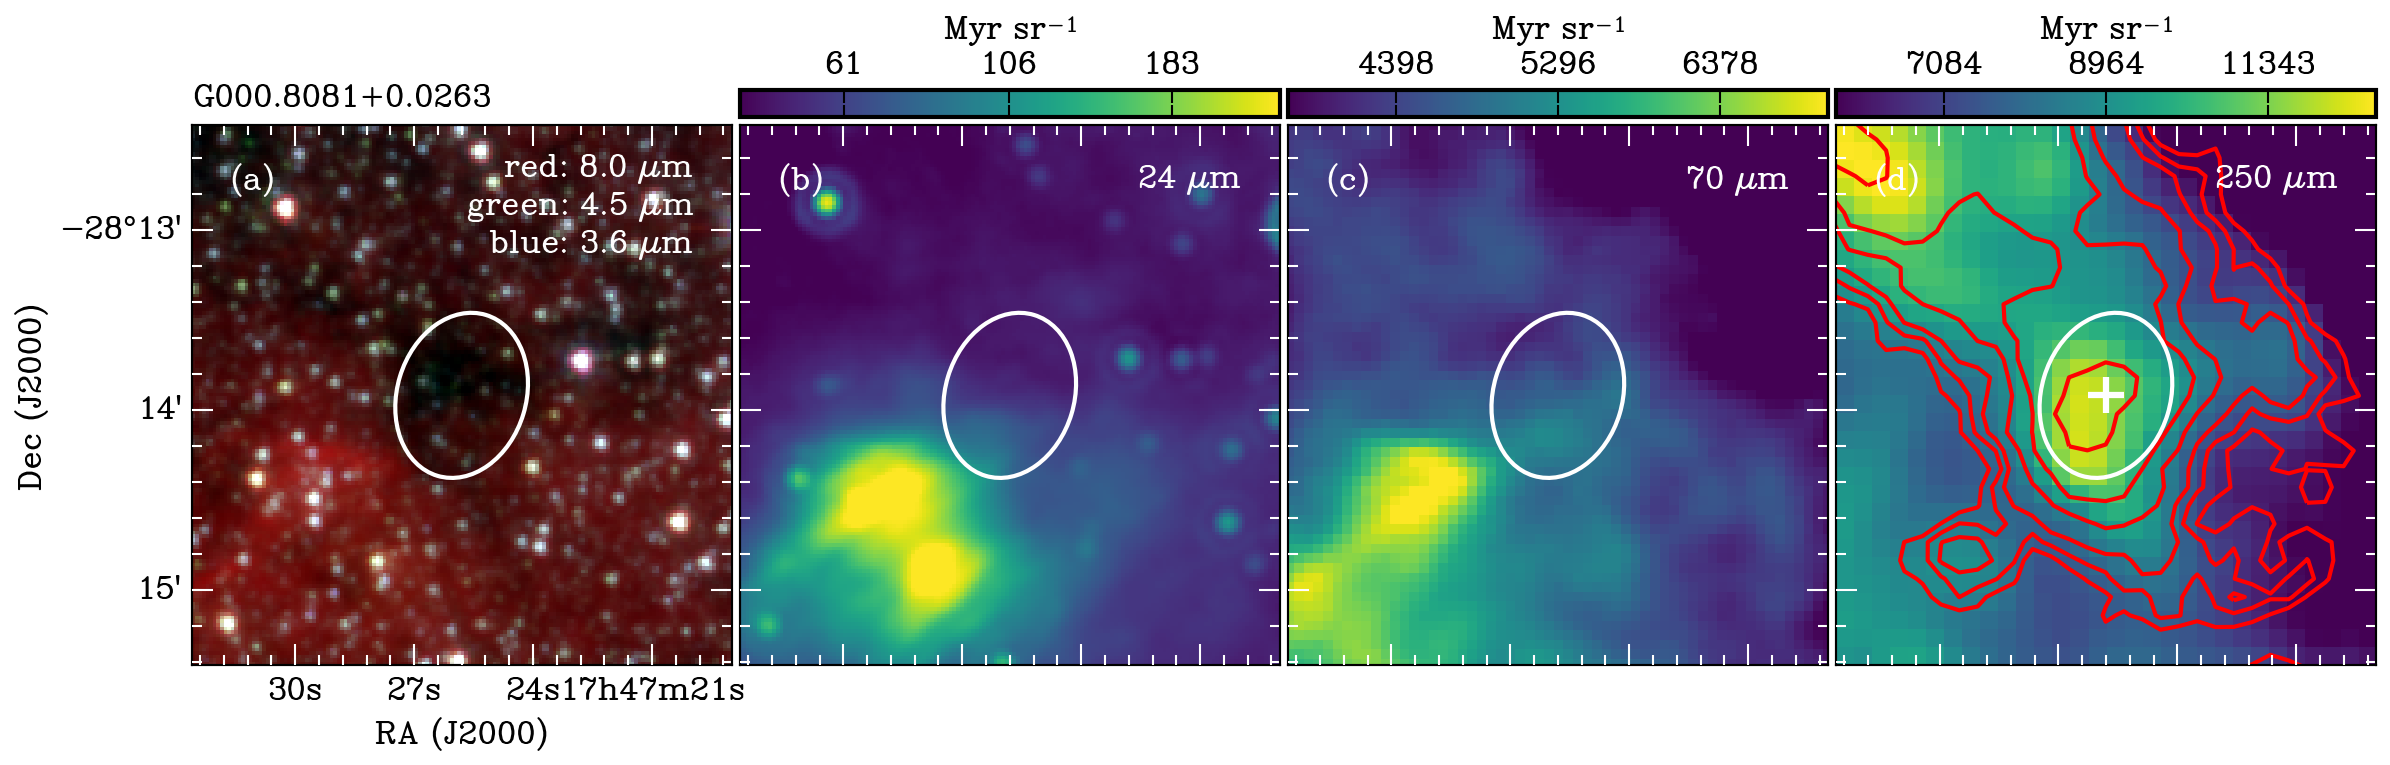 Myr sr⁻¹ Myr sr⁻¹ Myr sr⁻¹
61 106 183 4398 5296 6378 7084 8964 11343
G000.8081+0.0263
(a) red: 8.0 μm
green: 4.5 μm
blue: 3.6 μm
(b) 24 μm
(c) 70 μm
(d) 250 μm
−28°13'
14'
15'
Dec (J2000)
30s 27s 24s 17h47m21s
RA (J2000)